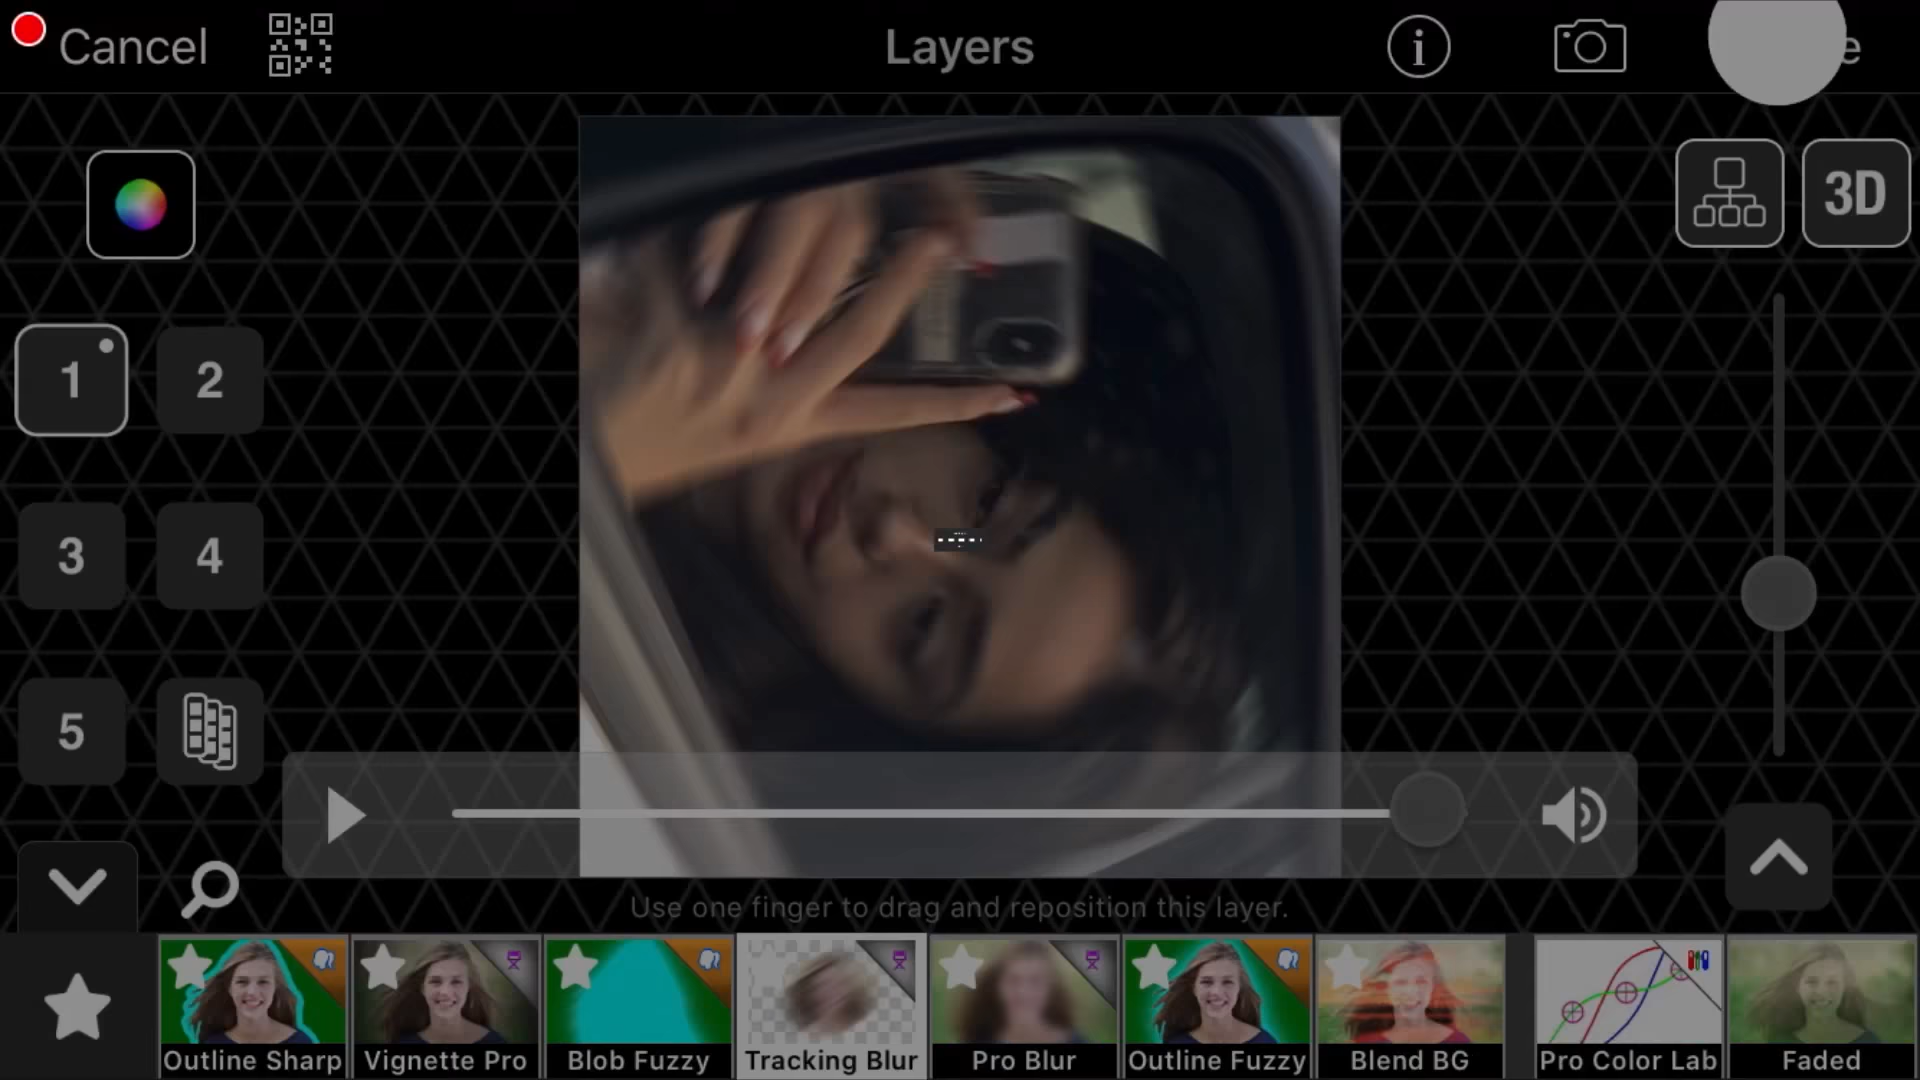 Cancel
Layers
3D
1
2
3
4
5
Use one finger to drag and reposition this layer.
Outline Sharp
Vignette Pro
Blob Fuzzy
Tracking Blur
Pro Blur
Outline Fuzzy
Blend BG
Pro Color Lab
Faded